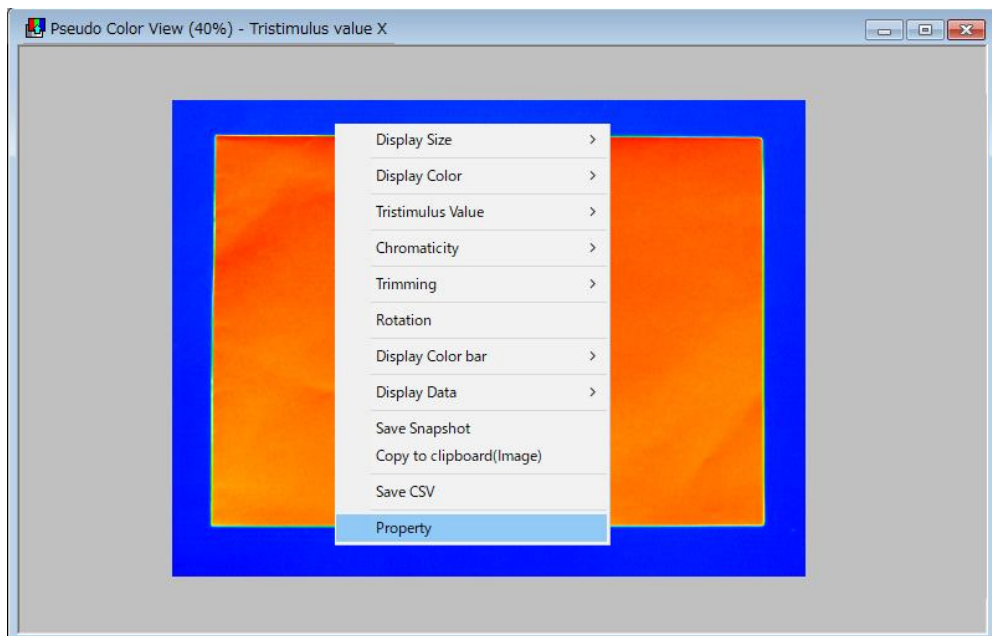 Pseudo Color View (40%) - Tristimulus value X
Display Size
Display Color
Tristimulus Value
Chromaticity
Trimming
Rotation
Display Color bar
Display Data
Save Snapshot
Copy to clipboard(Image)
Save CSV
Property